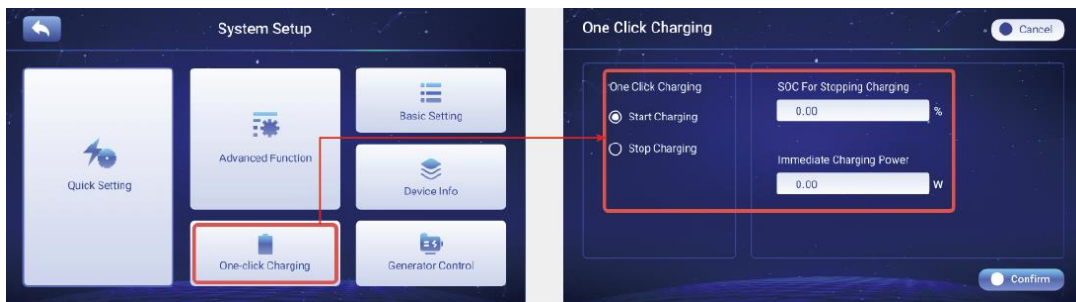 System Setup
Quick Setting
Advanced Function
Basic Setting
Device Info
One-click Charging
Generator Control
One Click Charging
Cancel
One Click Charging
Start Charging
Stop Charging
SOC For Stopping Charging
0.00 %
Immediate Charging Power
0.00 W
Confirm